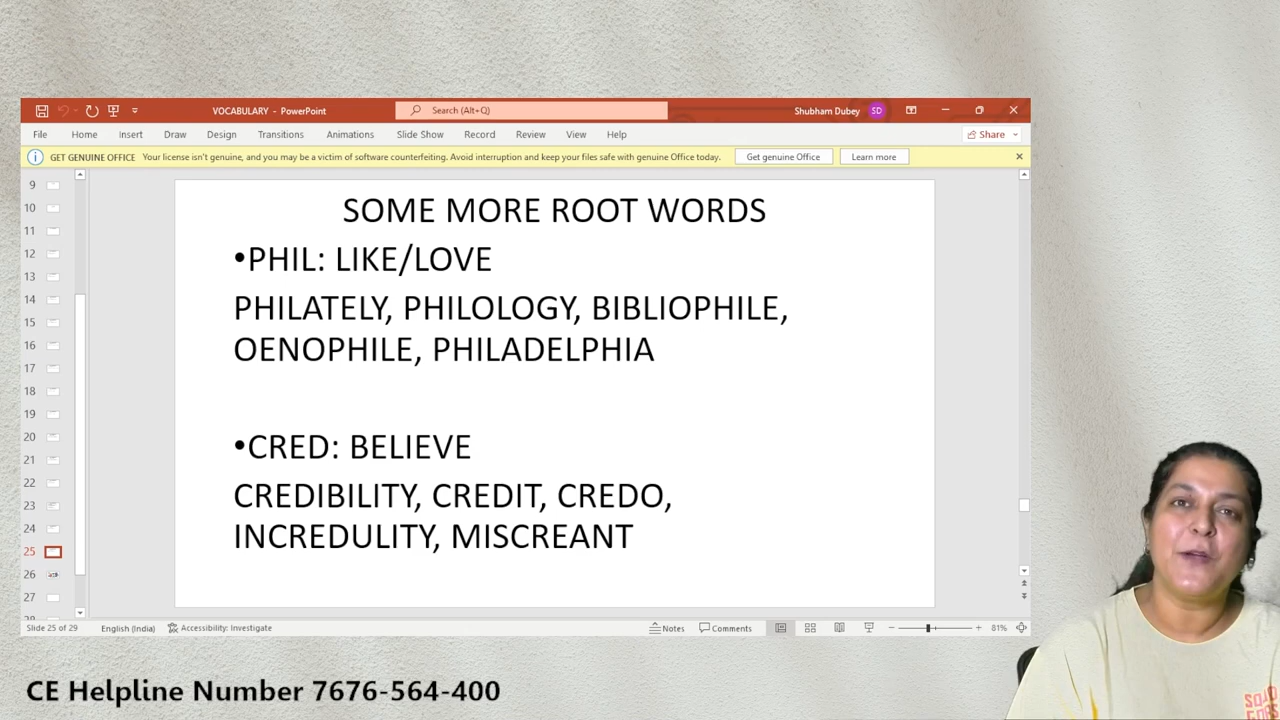 VOCABULARY - PowerPoint
Search (Alt+Q)
Shubham Dubey
SD
File Home Insert Draw Design Transitions Animations Slide Show Record Review View Help
Share
GET GENUINE OFFICE Your license isn't genuine, and you may be a victim of software counterfeiting. Avoid interruption and keep your files safe with genuine Office today.
Get genuine Office
Learn more
9
10
11
12
13
14
15
16
17
18
19
20
21
22
23
24
25
26
27
SOME MORE ROOT WORDS
•PHIL: LIKE/LOVE
PHILATELY, PHILOLOGY, BIBLIOPHILE,
OENOPHILE, PHILADELPHIA
•CRED: BELIEVE
CREDIBILITY, CREDIT, CREDO,
INCREDULITY, MISCREANT
Slide 25 of 29 English (India) Accessibility: Investigate Notes Comments 81%
CE Helpline Number 7676-564-400